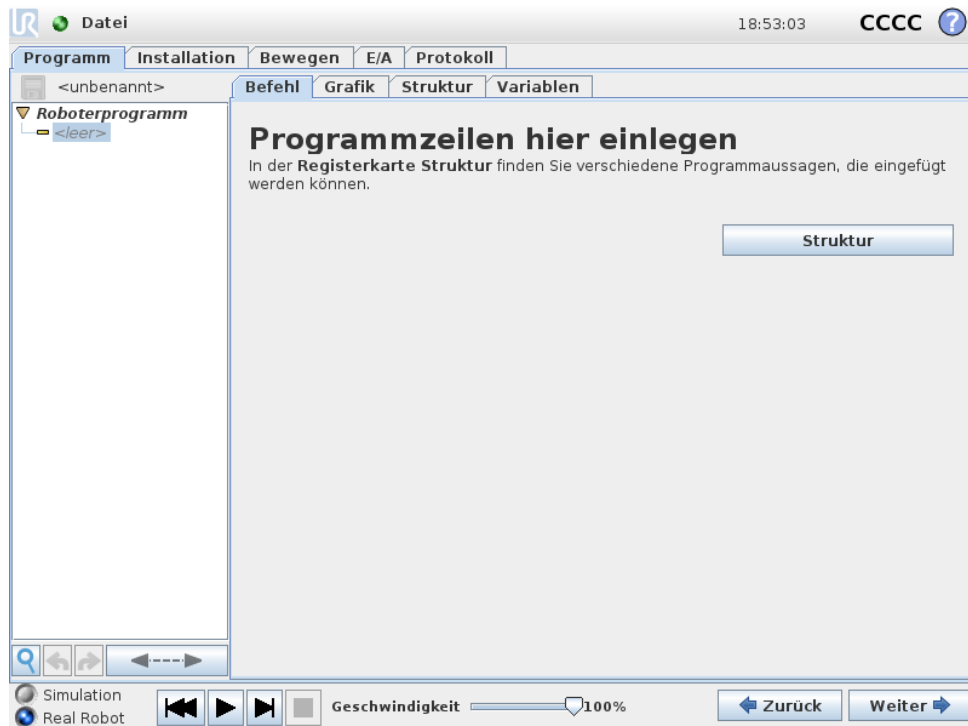 UR Datei 18:53:03 CCCC ?
Programm Installation Bewegen E/A Protokoll
<unbenannt> Befehl Grafik Struktur Variablen
Roboterprogramm
<leer>
Programmzeilen hier einlegen
In der Registerkarte Struktur finden Sie verschiedene Programmaussagen, die eingefügt
werden können.
Struktur
Simulation
Real Robot
Geschwindigkeit 100%
Zurück Weiter